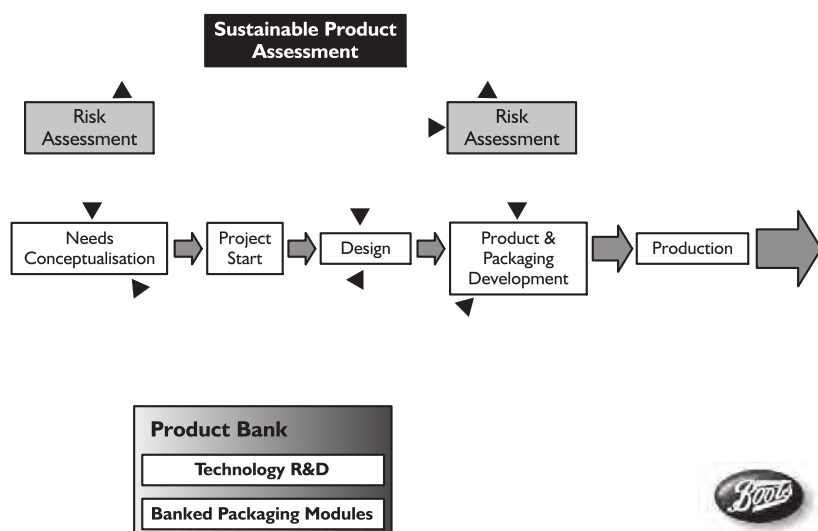 Sustainable Product
Assessment
Risk
Assessment
Risk
Assessment
Needs
Conceptualisation
Project
Start
Design
Product &
Packaging
Development
Production
Product Bank
Technology R&D
Banked Packaging Modules
Boots